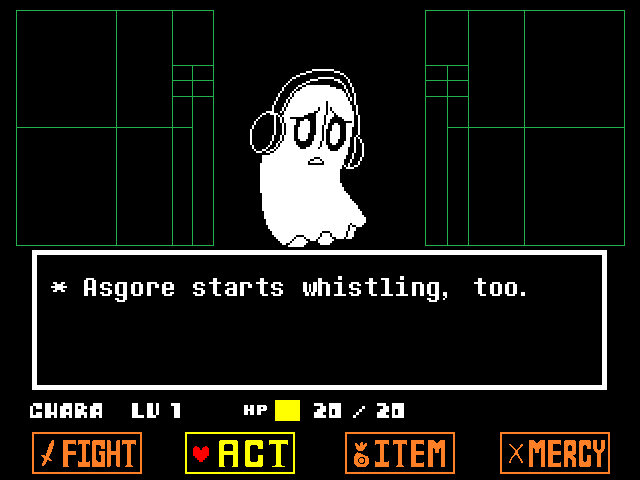 * Asgore starts whistling, too.
CHARA LV 1 HP 20 / 20
FIGHT ACT ITEM MERCY